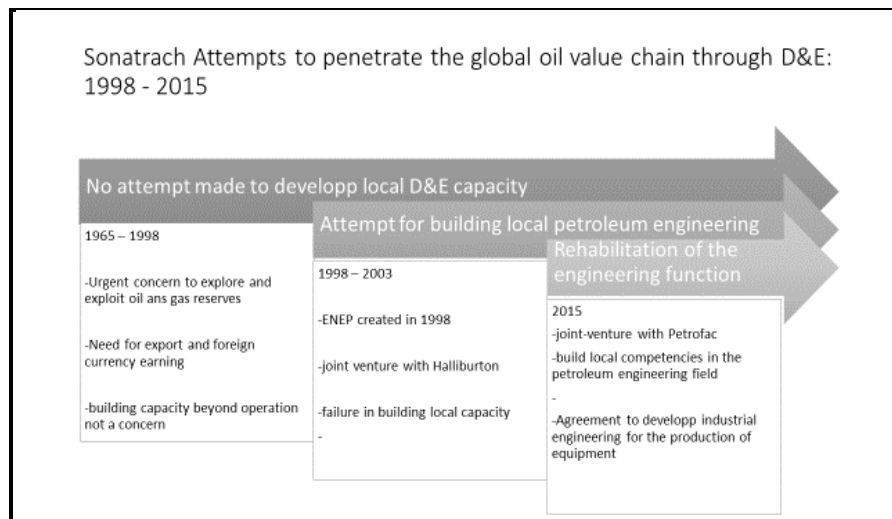 Sonatrach Attempts to penetrate the global oil value chain through D&E:
1998 - 2015
No attempt made to developp local D&E capacity
1965 – 1998
-Urgent concern to explore and
exploit oil ans gas reserves
-Need for export and foreign
currency earning
-building capacity beyond operation
not a concern
Attempt for building local petroleum engineering
1998 – 2003
-ENEP created in 1998
-joint venture with Halliburton
-failure in building local capacity
-
Rehabilitation of the
engineering function
2015
-joint-venture with Petrofac
-build local competencies in the
petroleum engineering field
-
-Agreement to developp industrial
engineering for the production of
equipment